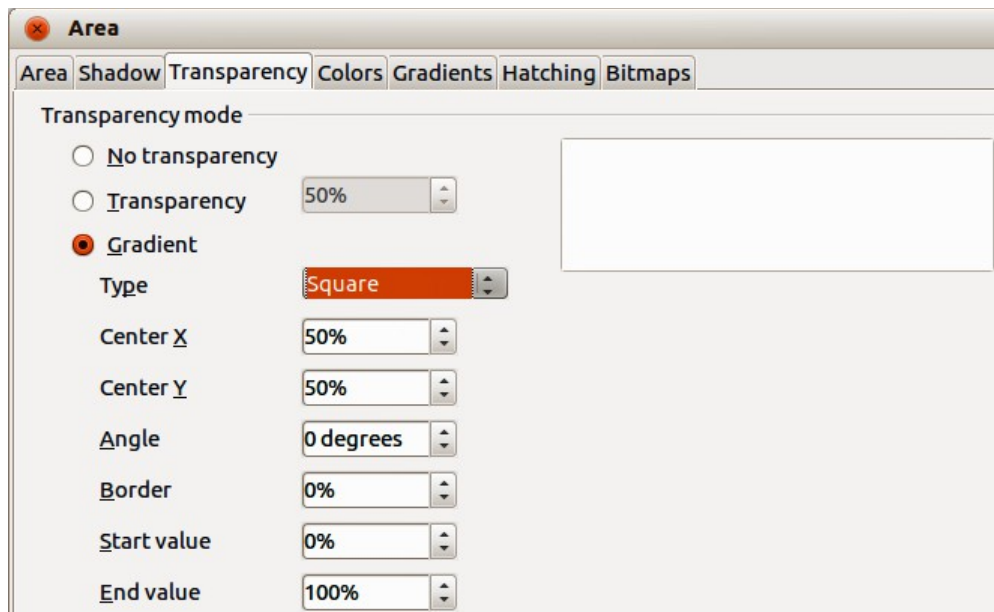 Area
Area Shadow Transparency Colors Gradients Hatching Bitmaps
Transparency mode
No transparency
Transparency 50%
Gradient
Type Square
Center X 50%
Center Y 50%
Angle 0 degrees
Border 0%
Start value 0%
End value 100%